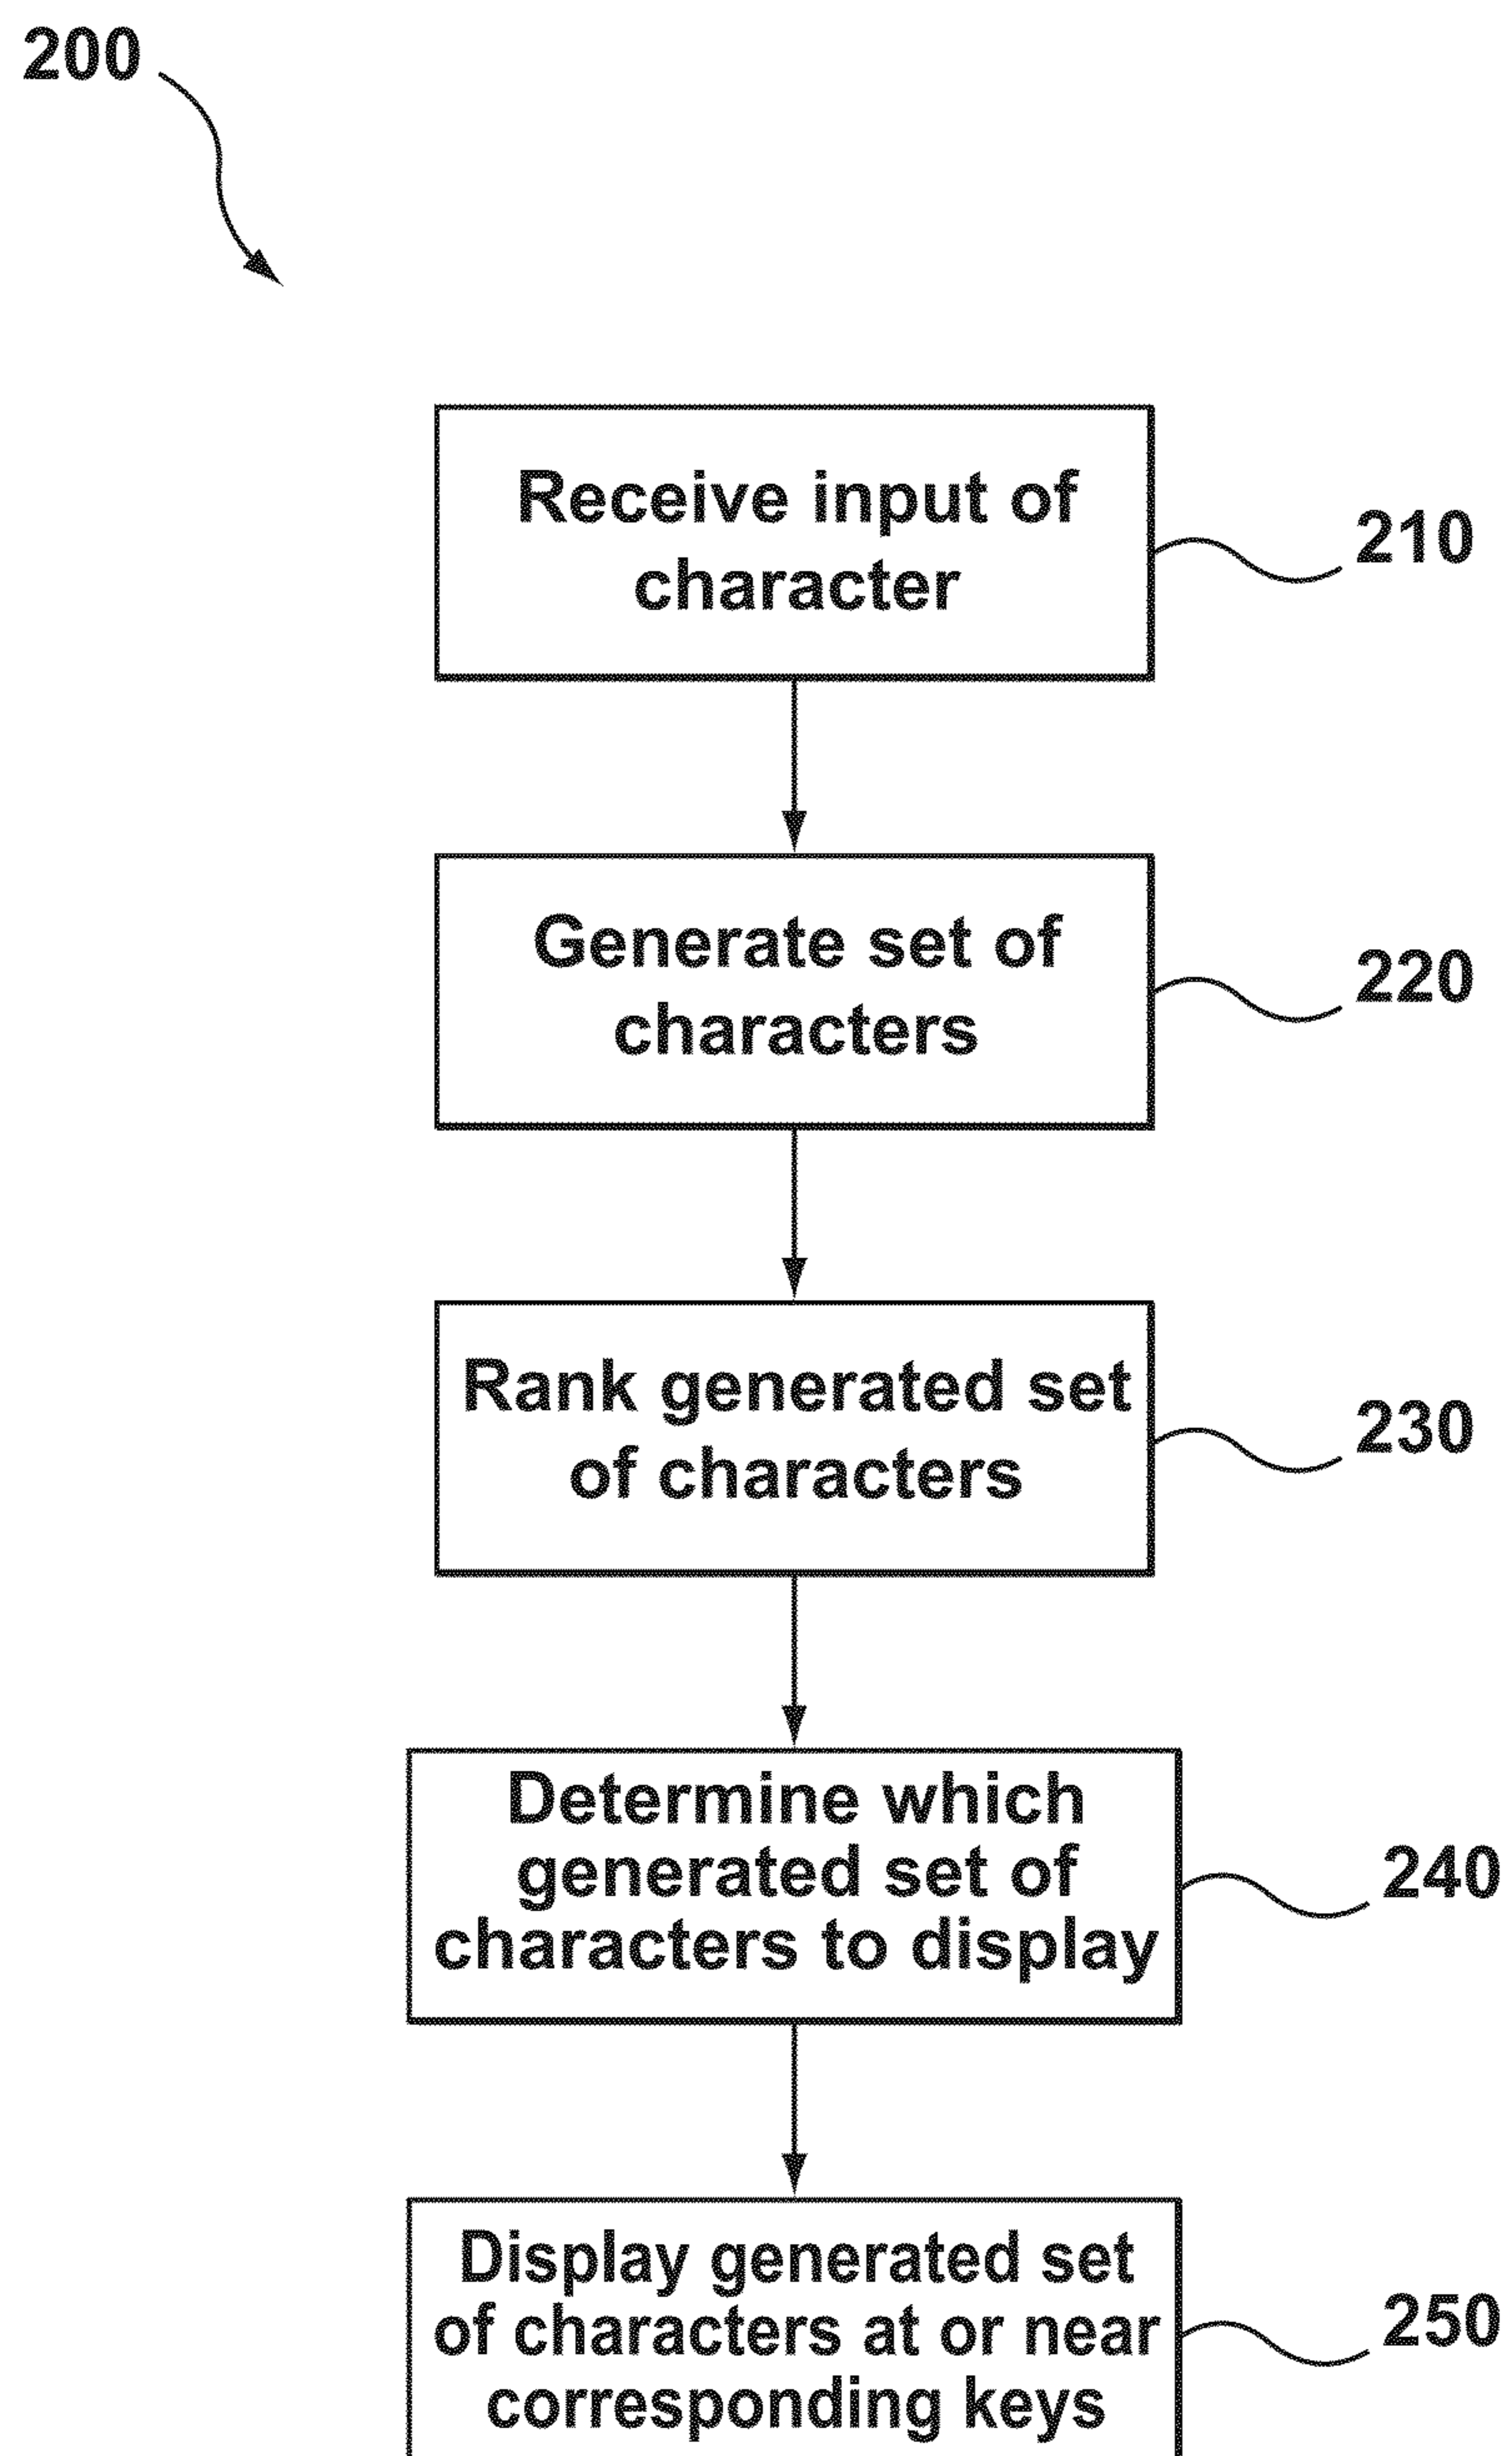 200
Receive input of
character
210
Generate set of
characters
220
Rank generated set
of characters
230
Determine which
generated set of
characters to display
240
Display generated set
of characters at or near
corresponding keys
250